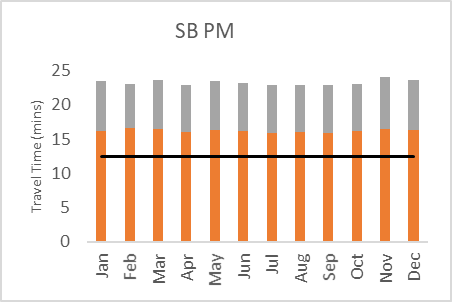 SB PM
Travel Time (mins)
25
20
15
10
5
0
Jan
Feb
Mar
Apr
May
Jun
Jul
Aug
Sep
Oct
Nov
Dec